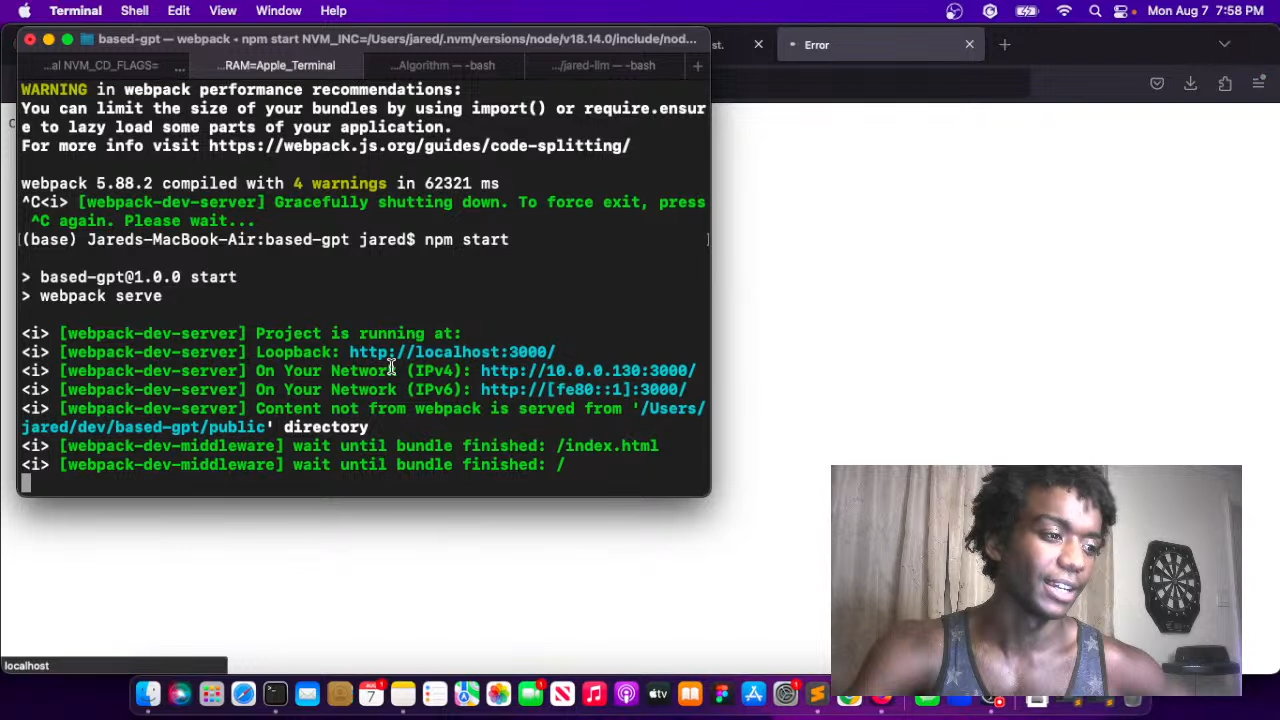 Terminal Shell Edit View Window Help Mon Aug 7 7:58 PM
based-gpt — webpack • npm start NVM_INC=/Users/jared/.nvm/versions/node/v18.14.0/include/nod...
st. Error
...al NVM_CD_FLAGS= ... ...RAM=Apple_Terminal ...Algorithm — -bash .../jared-llm — -bash
WARNING in webpack performance recommendations:
You can limit the size of your bundles by using import() or require.ensur
e to lazy load some parts of your application.
For more info visit https://webpack.js.org/guides/code-splitting/
webpack 5.88.2 compiled with 4 warnings in 62321 ms
^C<i> [webpack-dev-server] Gracefully shutting down. To force exit, press
^C again. Please wait...
[(base) Jareds-MacBook-Air:based-gpt jared$ npm start ]
> based-gpt@1.0.0 start
> webpack serve
<i> [webpack-dev-server] Project is running at:
<i> [webpack-dev-server] Loopback: http://localhost:3000/
<i> [webpack-dev-server] On Your Network (IPv4): http://10.0.0.130:3000/
<i> [webpack-dev-server] On Your Network (IPv6): http://[fe80::1]:3000/
<i> [webpack-dev-server] Content not from webpack is served from '/Users/
jared/dev/based-gpt/public' directory
<i> [webpack-dev-middleware] wait until bundle finished: /index.html
<i> [webpack-dev-middleware] wait until bundle finished: /
localhost